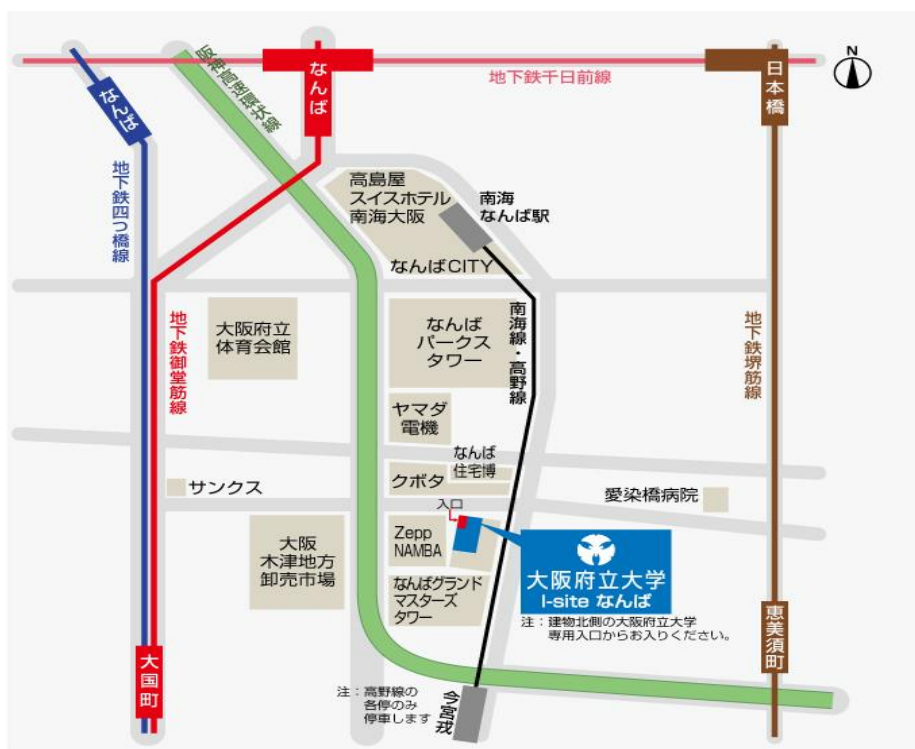 なんば
阪神高速環状線
なんば
地下鉄千日前線
日本橋
N
地下鉄四つ橋線
高島屋
スイスホテル
南海大阪
南海
なんば駅
なんばCITY
地下鉄御堂筋線
大阪府立
体育会館
なんば
パークス
タワー
南海線・高野線
地下鉄堺筋線
ヤマダ
電機
なんば
住宅博
クボタ
サンクス
入口
愛染橋病院
大阪
木津地方
卸売市場
Zepp
NAMBA
なんばグランド
マスターズ
タワー
大阪府立大学
I-site なんば
注：建物北側の大阪府立大学
専用入口からお入りください。
恵美須町
大国町
注：高野線の
各停のみ
停車します
今宮戎